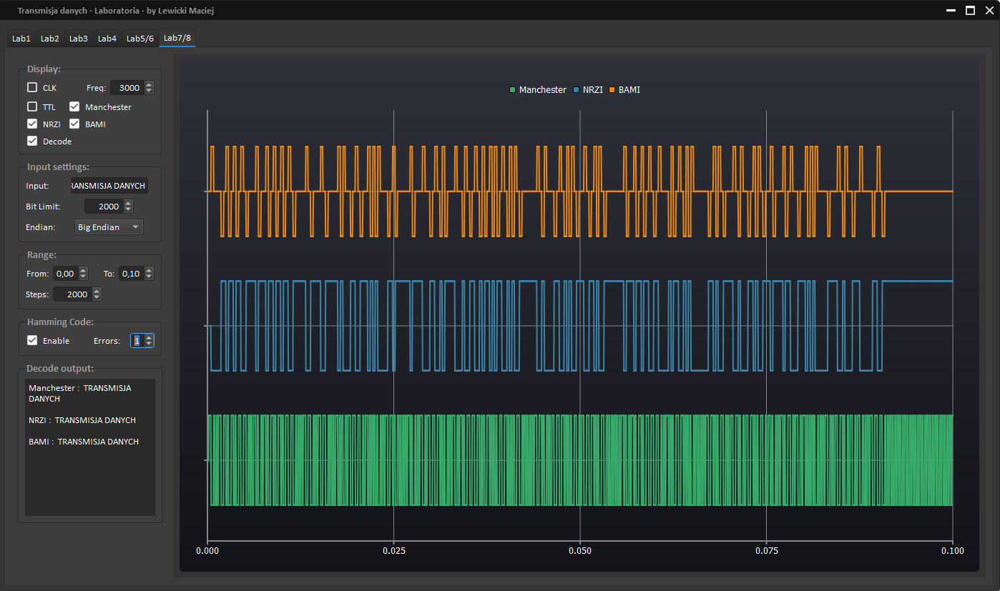 Transmisja danych - Laboratoria - by Lewicki Maciej
Lab1 Lab2 Lab3 Lab4 Lab5/6 Lab7/8
Display:
CLK Freq: 3000
TTL Manchester
NRZI BAMI
Decode
Input settings:
Input: RANSMISJA DANYCH
Bit Limit: 2000
Endian: Big Endian
Range:
From: 0,00 To: 0,10
Steps: 2000
Hamming Code:
Enable Errors: 1
Decode output:
Manchester : TRANSMISJA
DANYCH
NRZI : TRANSMISJA DANYCH
BAMI : TRANSMISJA DANYCH
Manchester NRZI BAMI
0.000 0.025 0.050 0.075 0.100